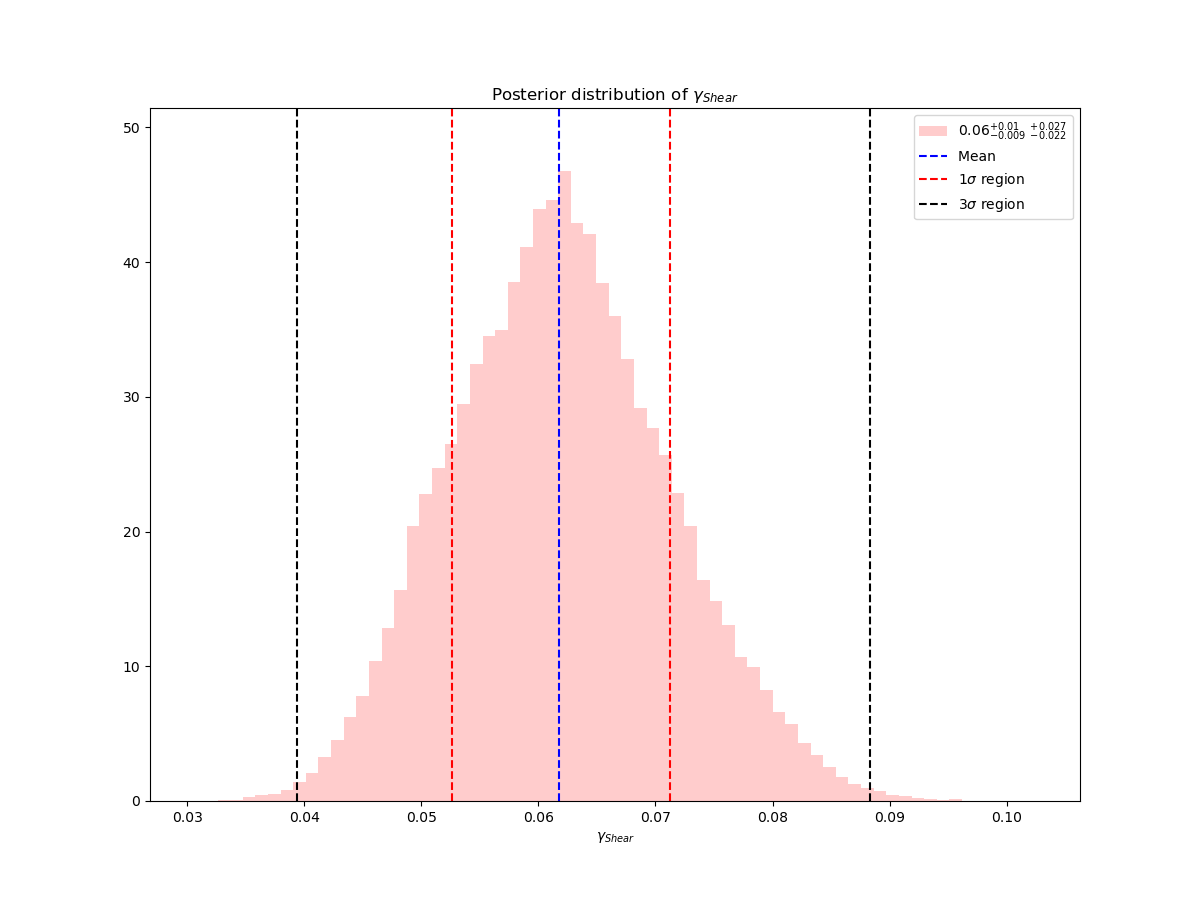 Posterior distribution of γ_Shear
50
40
30
20
10
0
0.03 0.04 0.05 0.06 0.07 0.08 0.09 0.10
γ_Shear
0.06 +0.01 −0.009 +0.027 −0.022
Mean
1σ region
3σ region